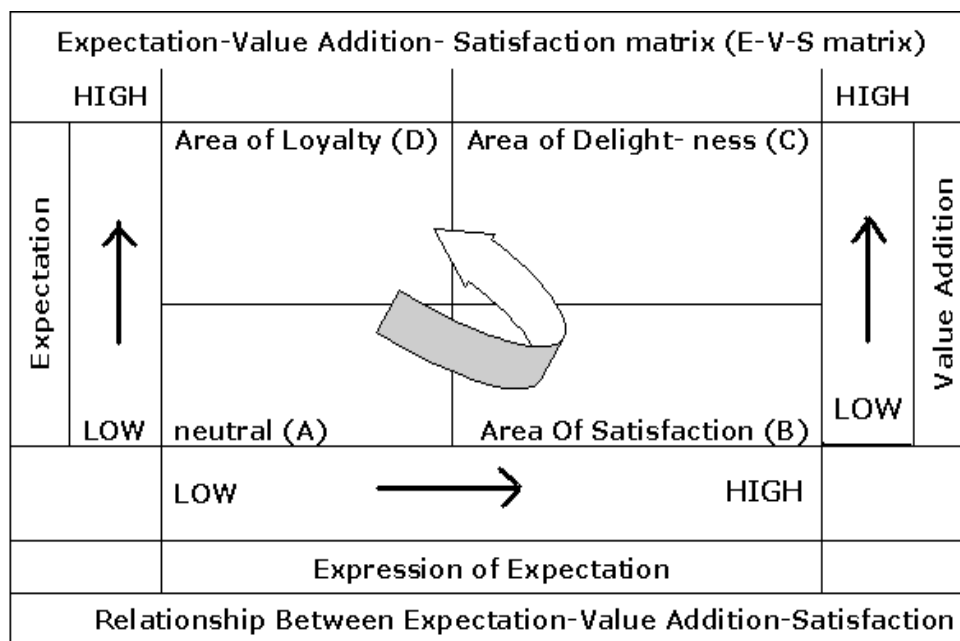 Expectation-Value Addition- Satisfaction matrix (E-V-S matrix)
HIGH
HIGH
Area of Loyalty (D)
Area of Delight- ness (C)
Expectation
Value Addition
LOW
neutral (A)
Area Of Satisfaction (B)
LOW
LOW
HIGH
Expression of Expectation
Relationship Between Expectation-Value Addition-Satisfaction